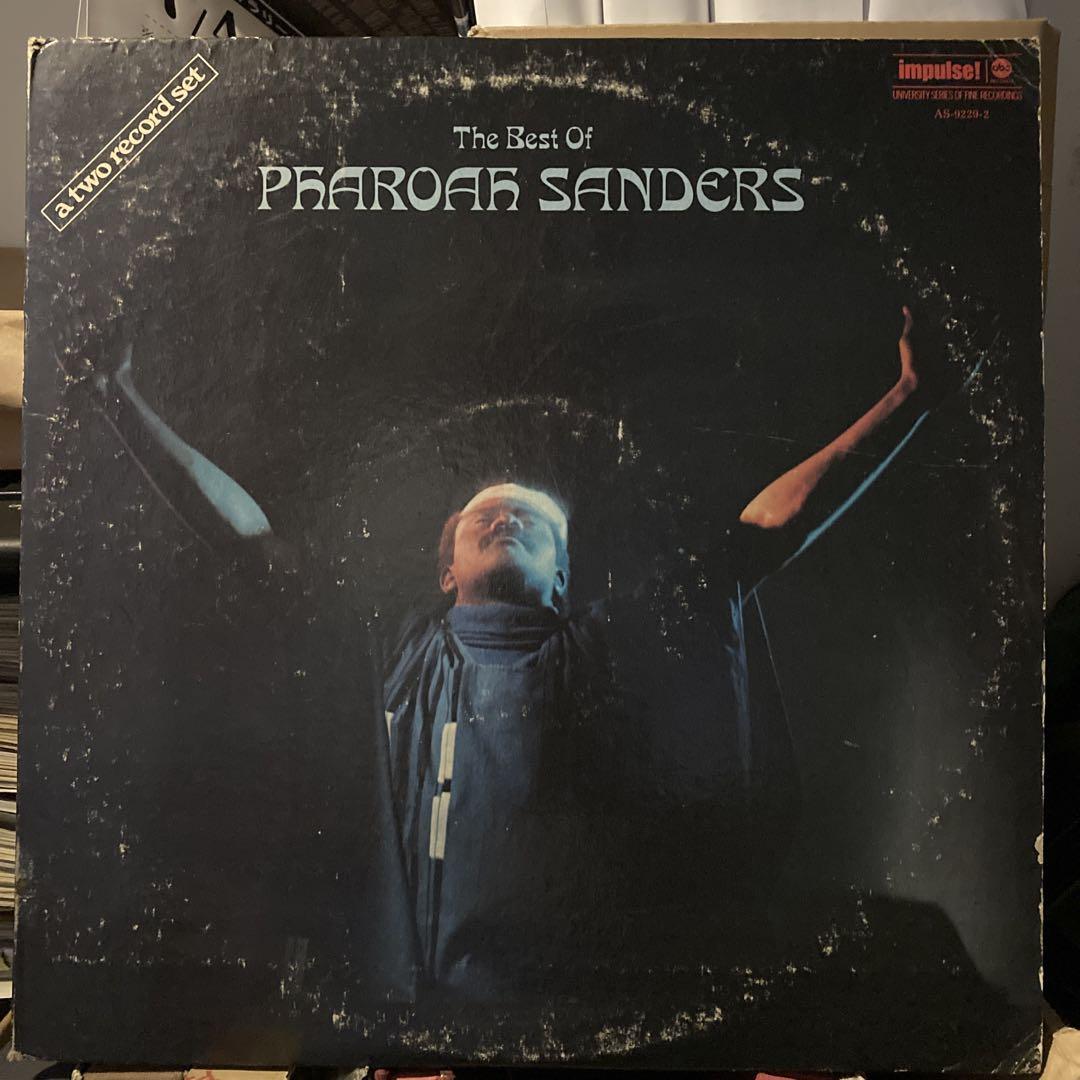 a two record set
impulse! | abc
UNIVERSITY SERIES OF FINE RECORDINGS
AS-9229-2
The Best Of
PHAROAH SANDERS